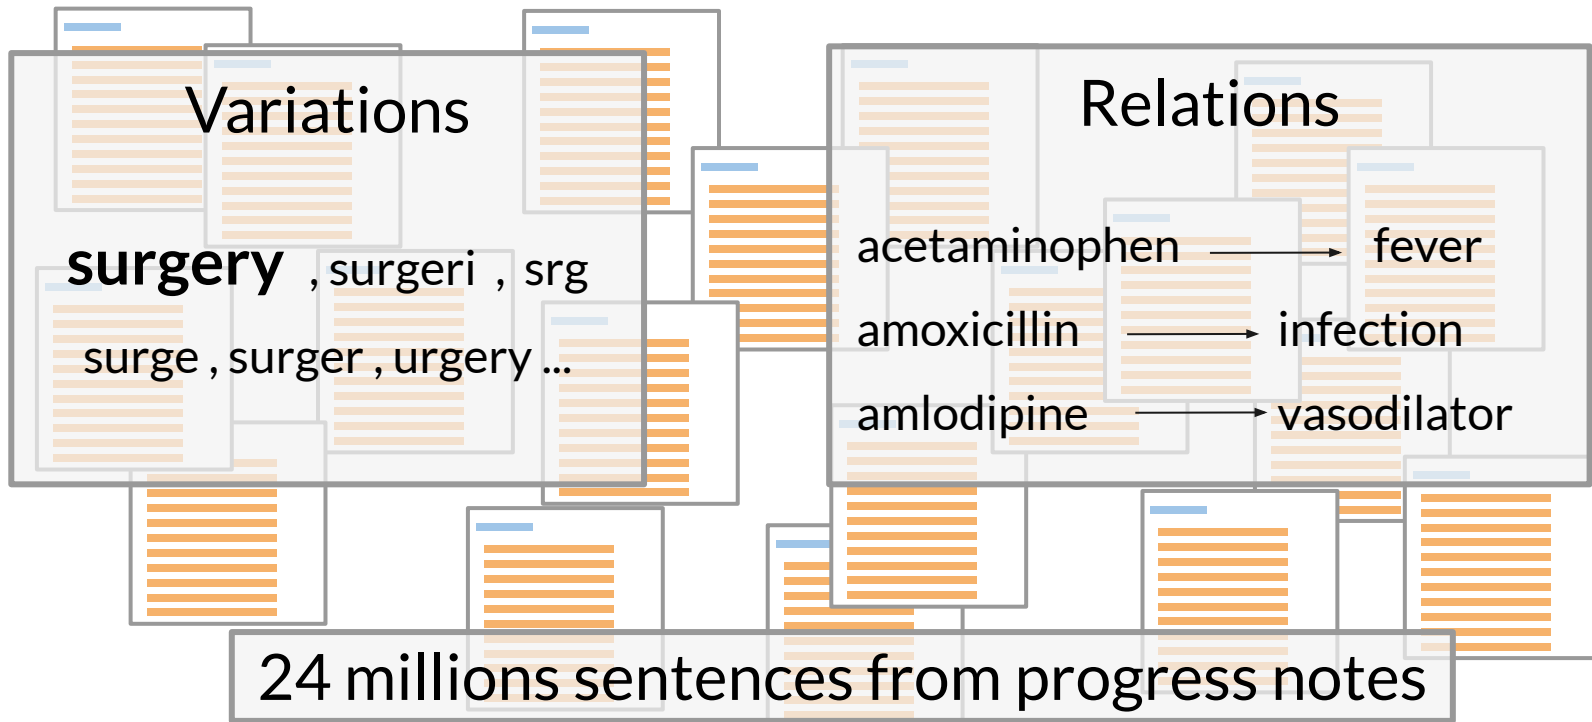 Variations
surgery , surgeri , srg
surge , surger , urgery ...
Relations
acetaminophen → fever
amoxicillin → infection
amlodipine → vasodilator
24 millions sentences from progress notes